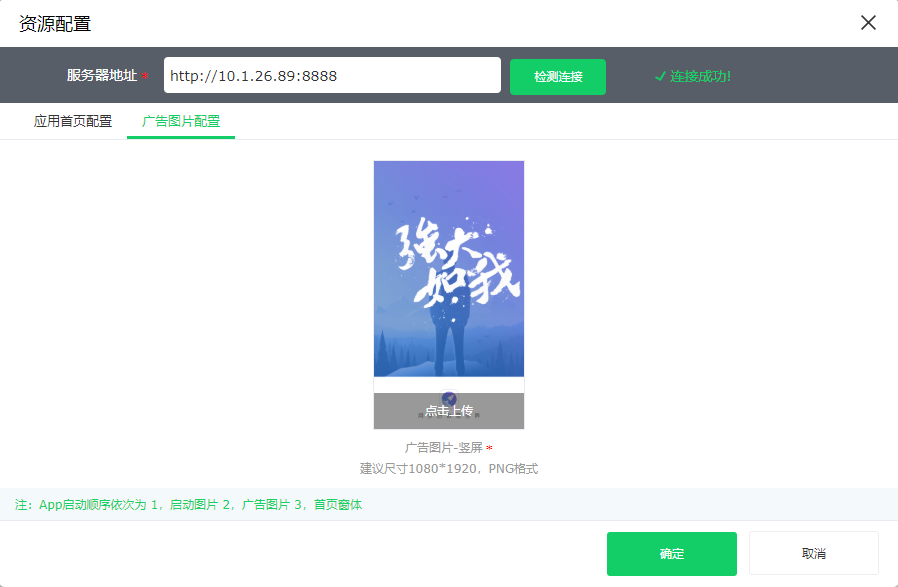 资源配置
服务器地址 * http://10.1.26.89:8888 检测连接 连接成功!
应用首页配置 广告图片配置
強大
如我
点击上传
广告图片-竖屏 *
建议尺寸1080*1920，PNG格式
注：App启动顺序依次为 1，启动图片 2，广告图片 3，首页窗体
确定 取消